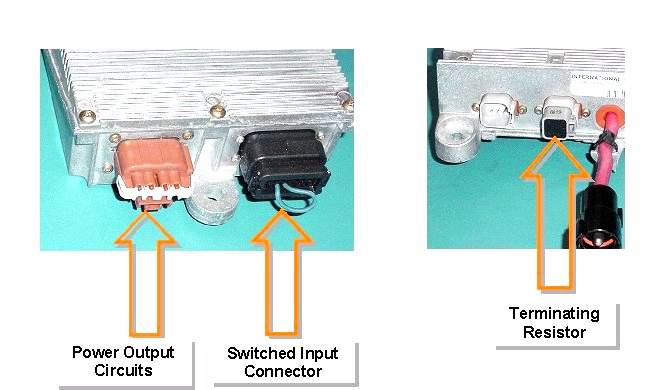 INTERNATIONAL
Terminating
Resistor
Power Output
Circuits
Switched Input
Connector